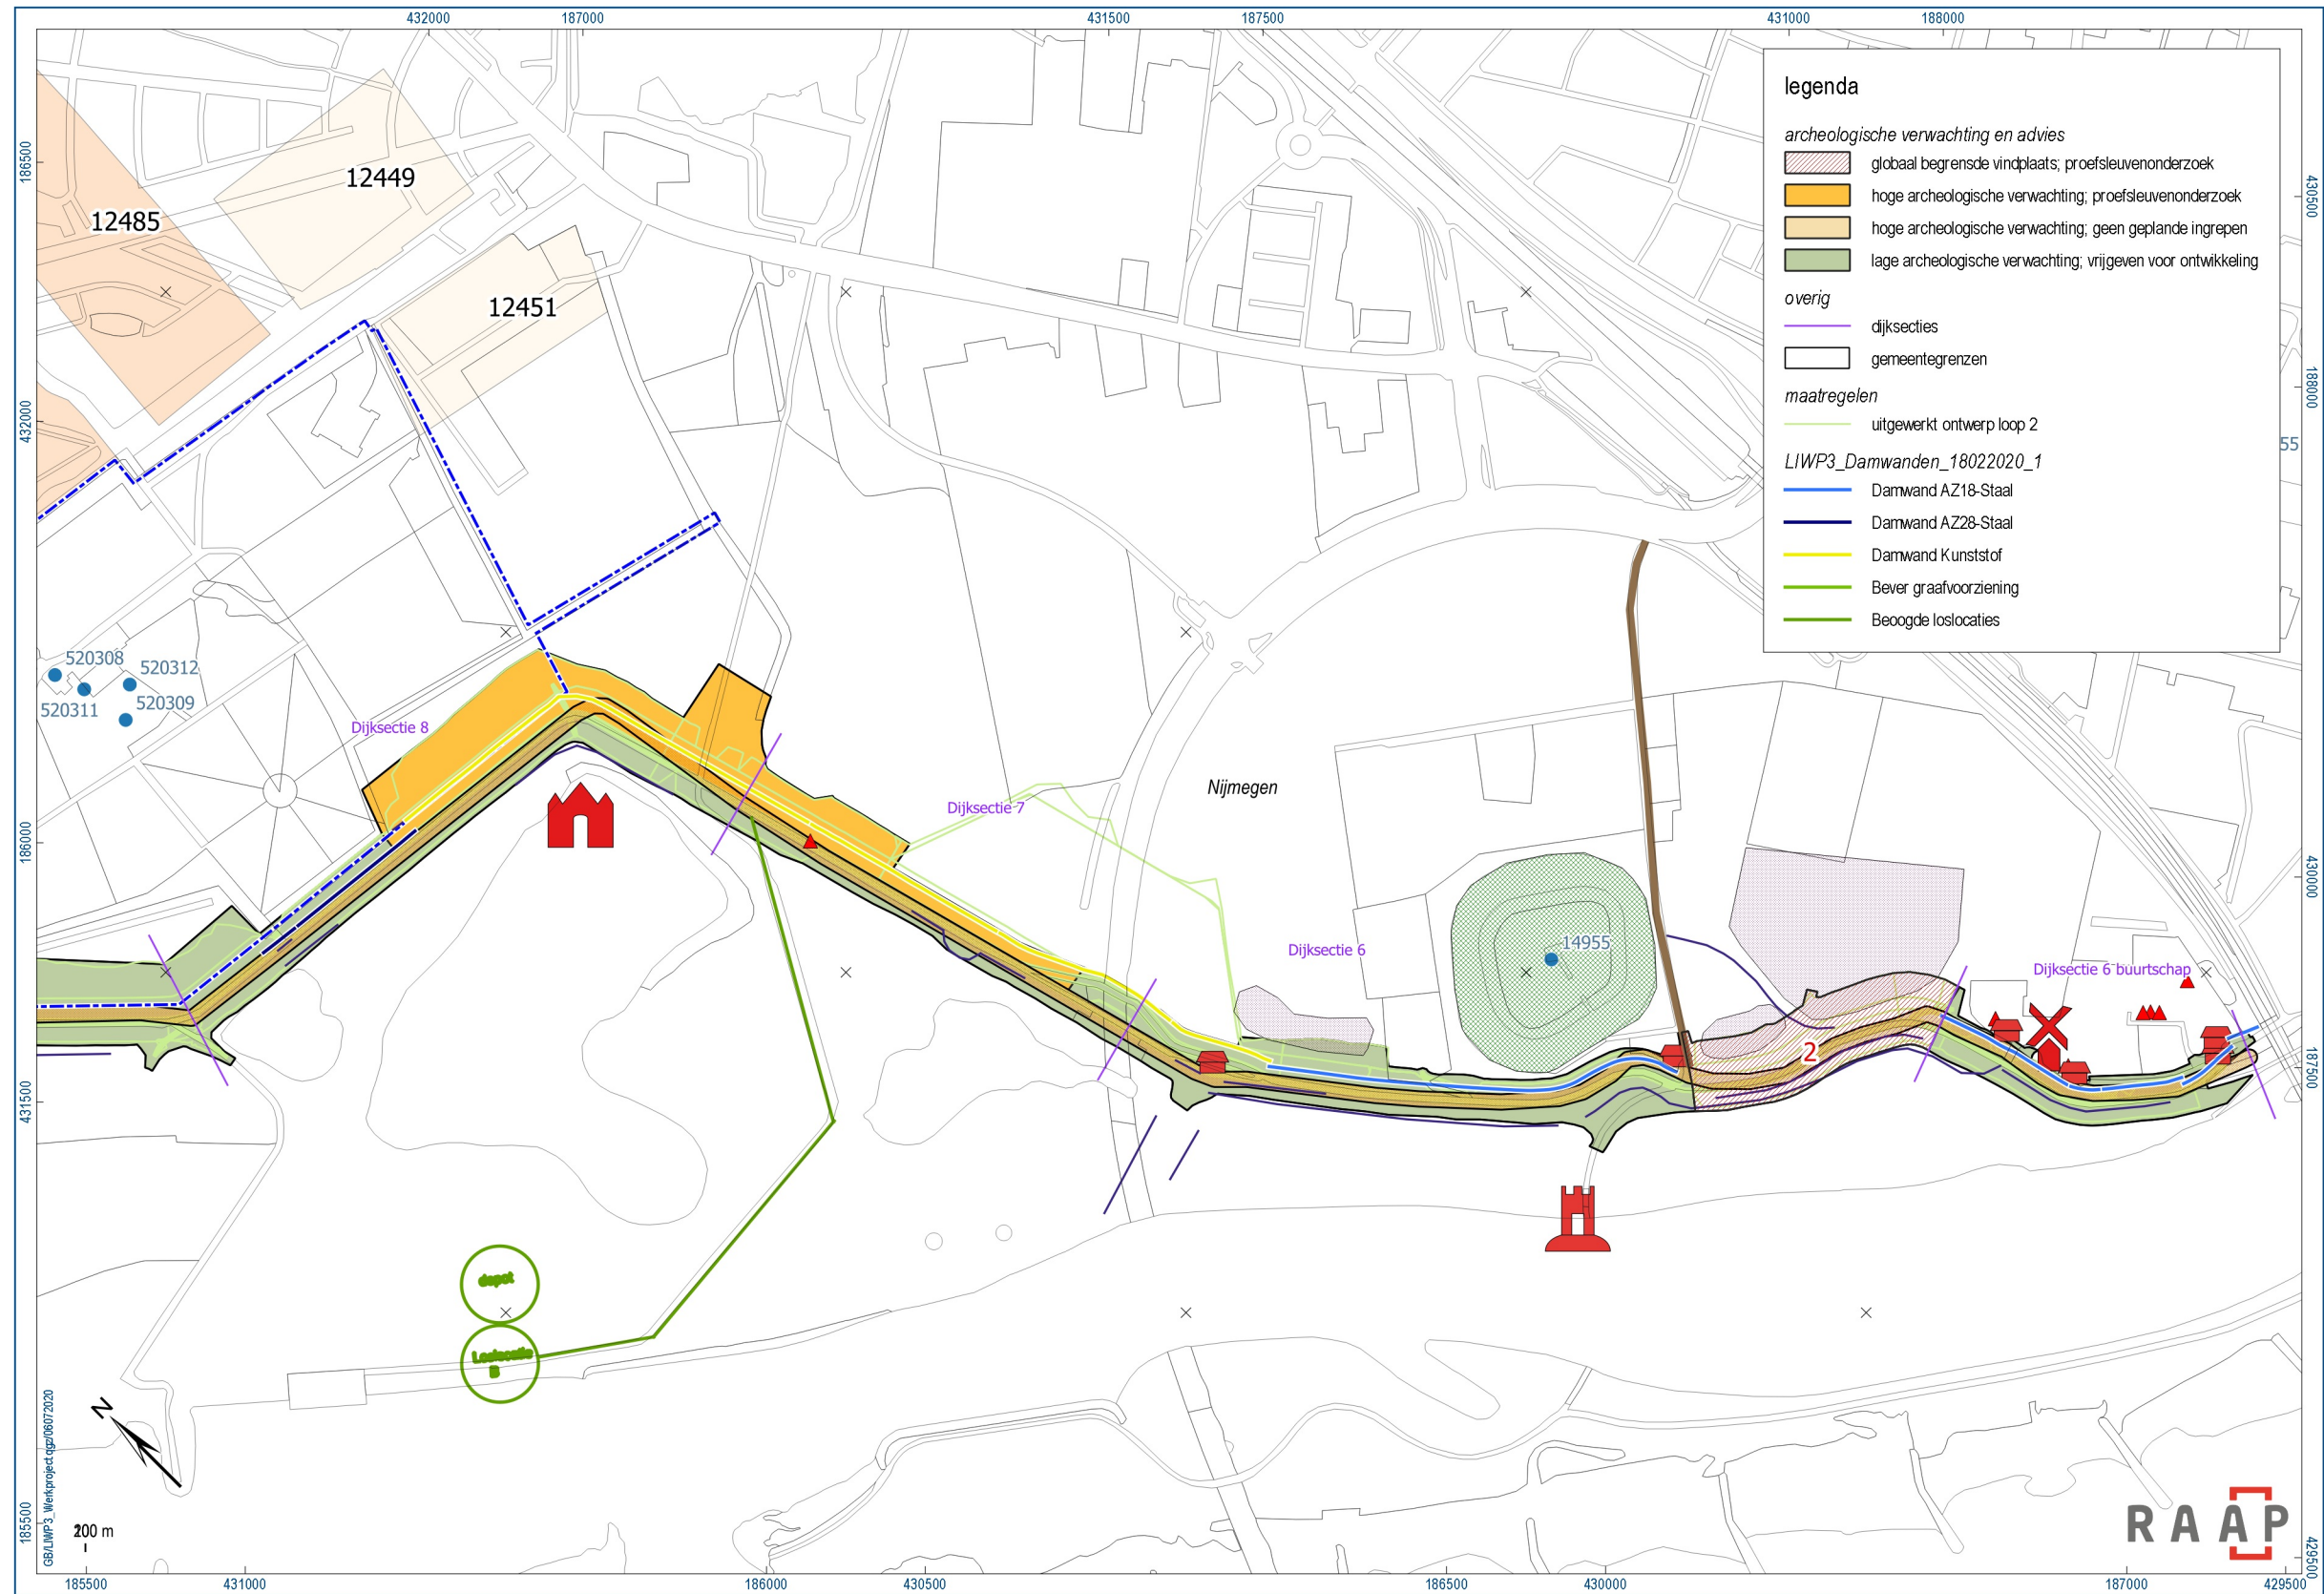 432000
187000
431500
187500
431000
188000
legenda
archeologische verwachting en advies
globaal begrensde vindplaats; proefsleuvenonderzoek
hoge archeologische verwachting; proefsleuvenonderzoek
hoge archeologische verwachting; geen geplande ingrepen
lage archeologische verwachting; vrijgeven voor ontwikkeling
overig
dijksecties
gemeentegrenzen
maatregelen
uitgewerkt ontwerp loop 2
LIWP3_Damwanden_18022020_1
Damwand AZ18-Staal
Damwand AZ28-Staal
Damwand Kunststof
Bever graafvoorziening
Beoogde loslocaties
186500
12449
12485
12451
430500
188000
432000
55
520308
520312
520311
520309
Dijksectie 8
Nijmegen
Dijksectie 7
186000
430000
Dijksectie 6
14955
Dijksectie 6 buurtschap
2
187500
431500
depot
Loslocatie
B
N
GB/LIWP3_Werkproject.qgz/06072020
185500
200 m
RAAP
429500
185500
431000
186000
430500
186500
430000
187000
429500